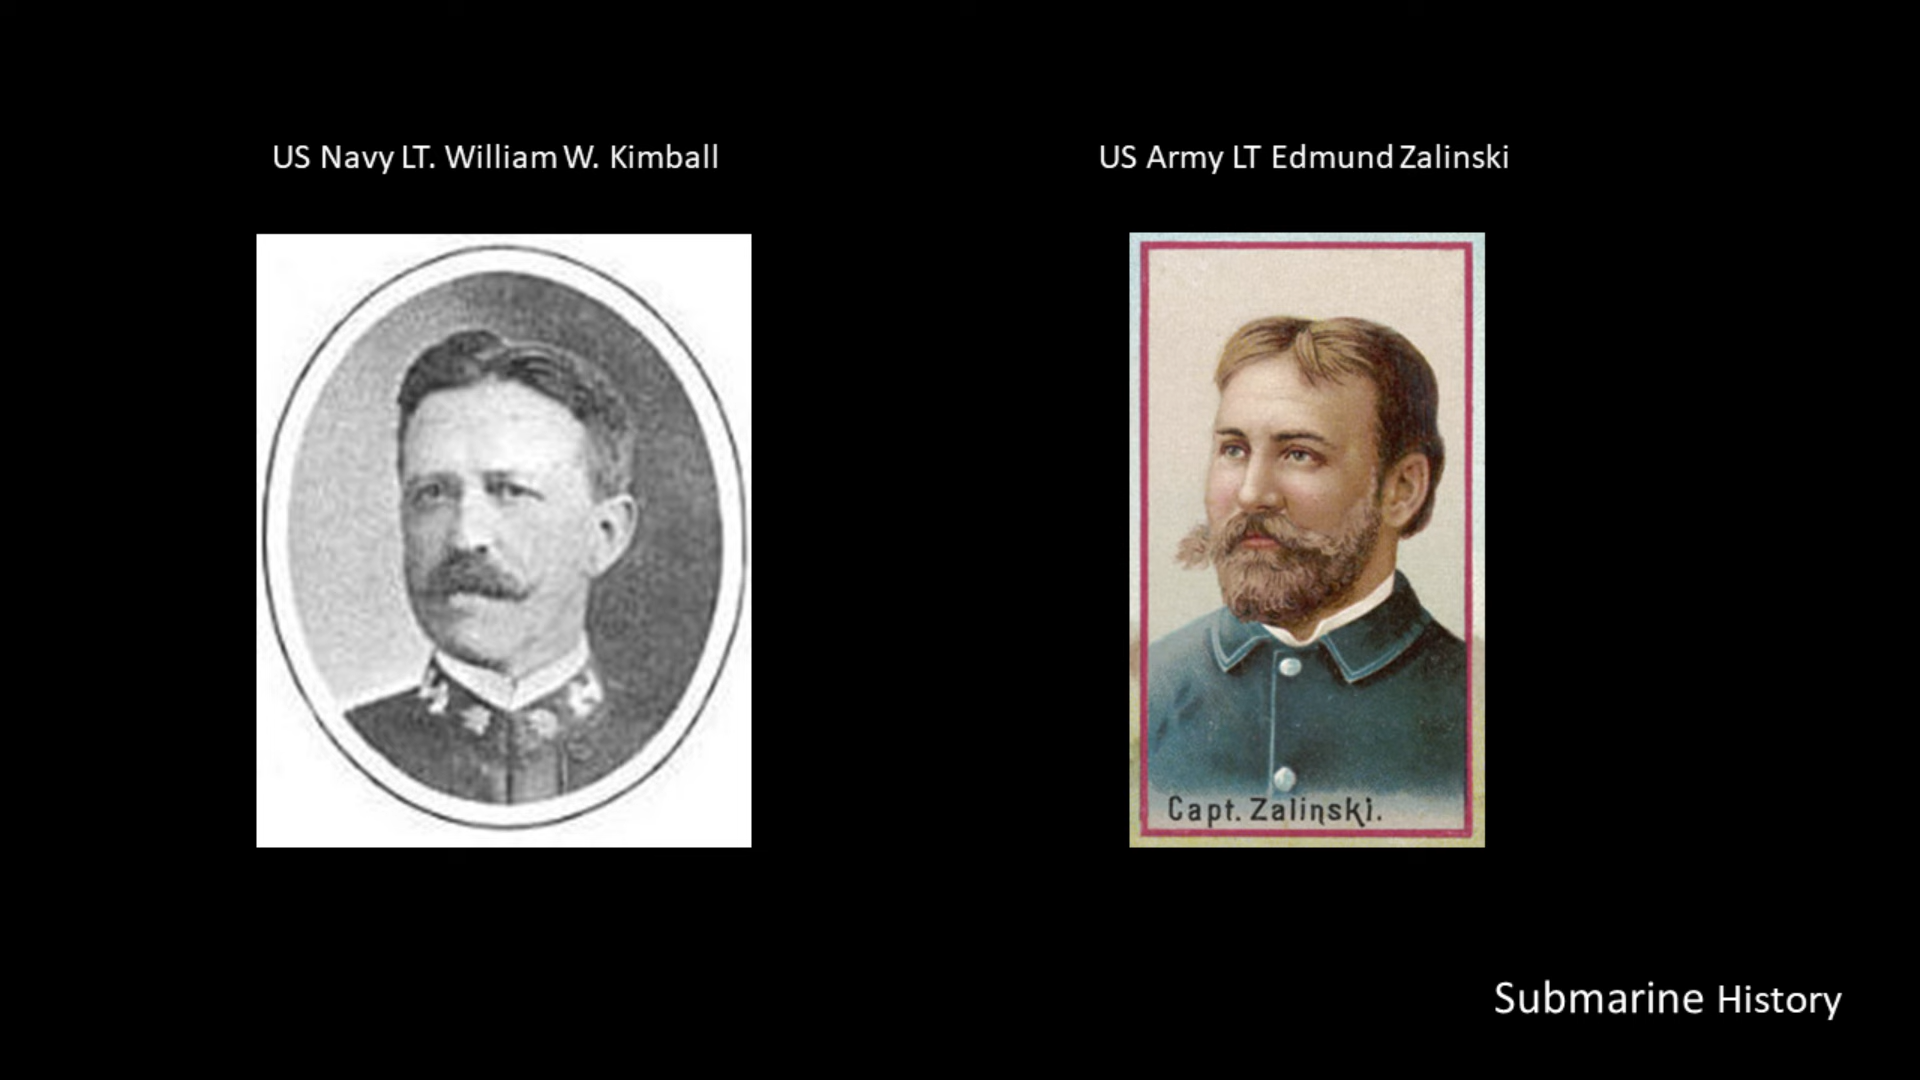 US Navy LT. William W. Kimball
US Army LT Edmund Zalinski
Capt. Zalinski.
Submarine History